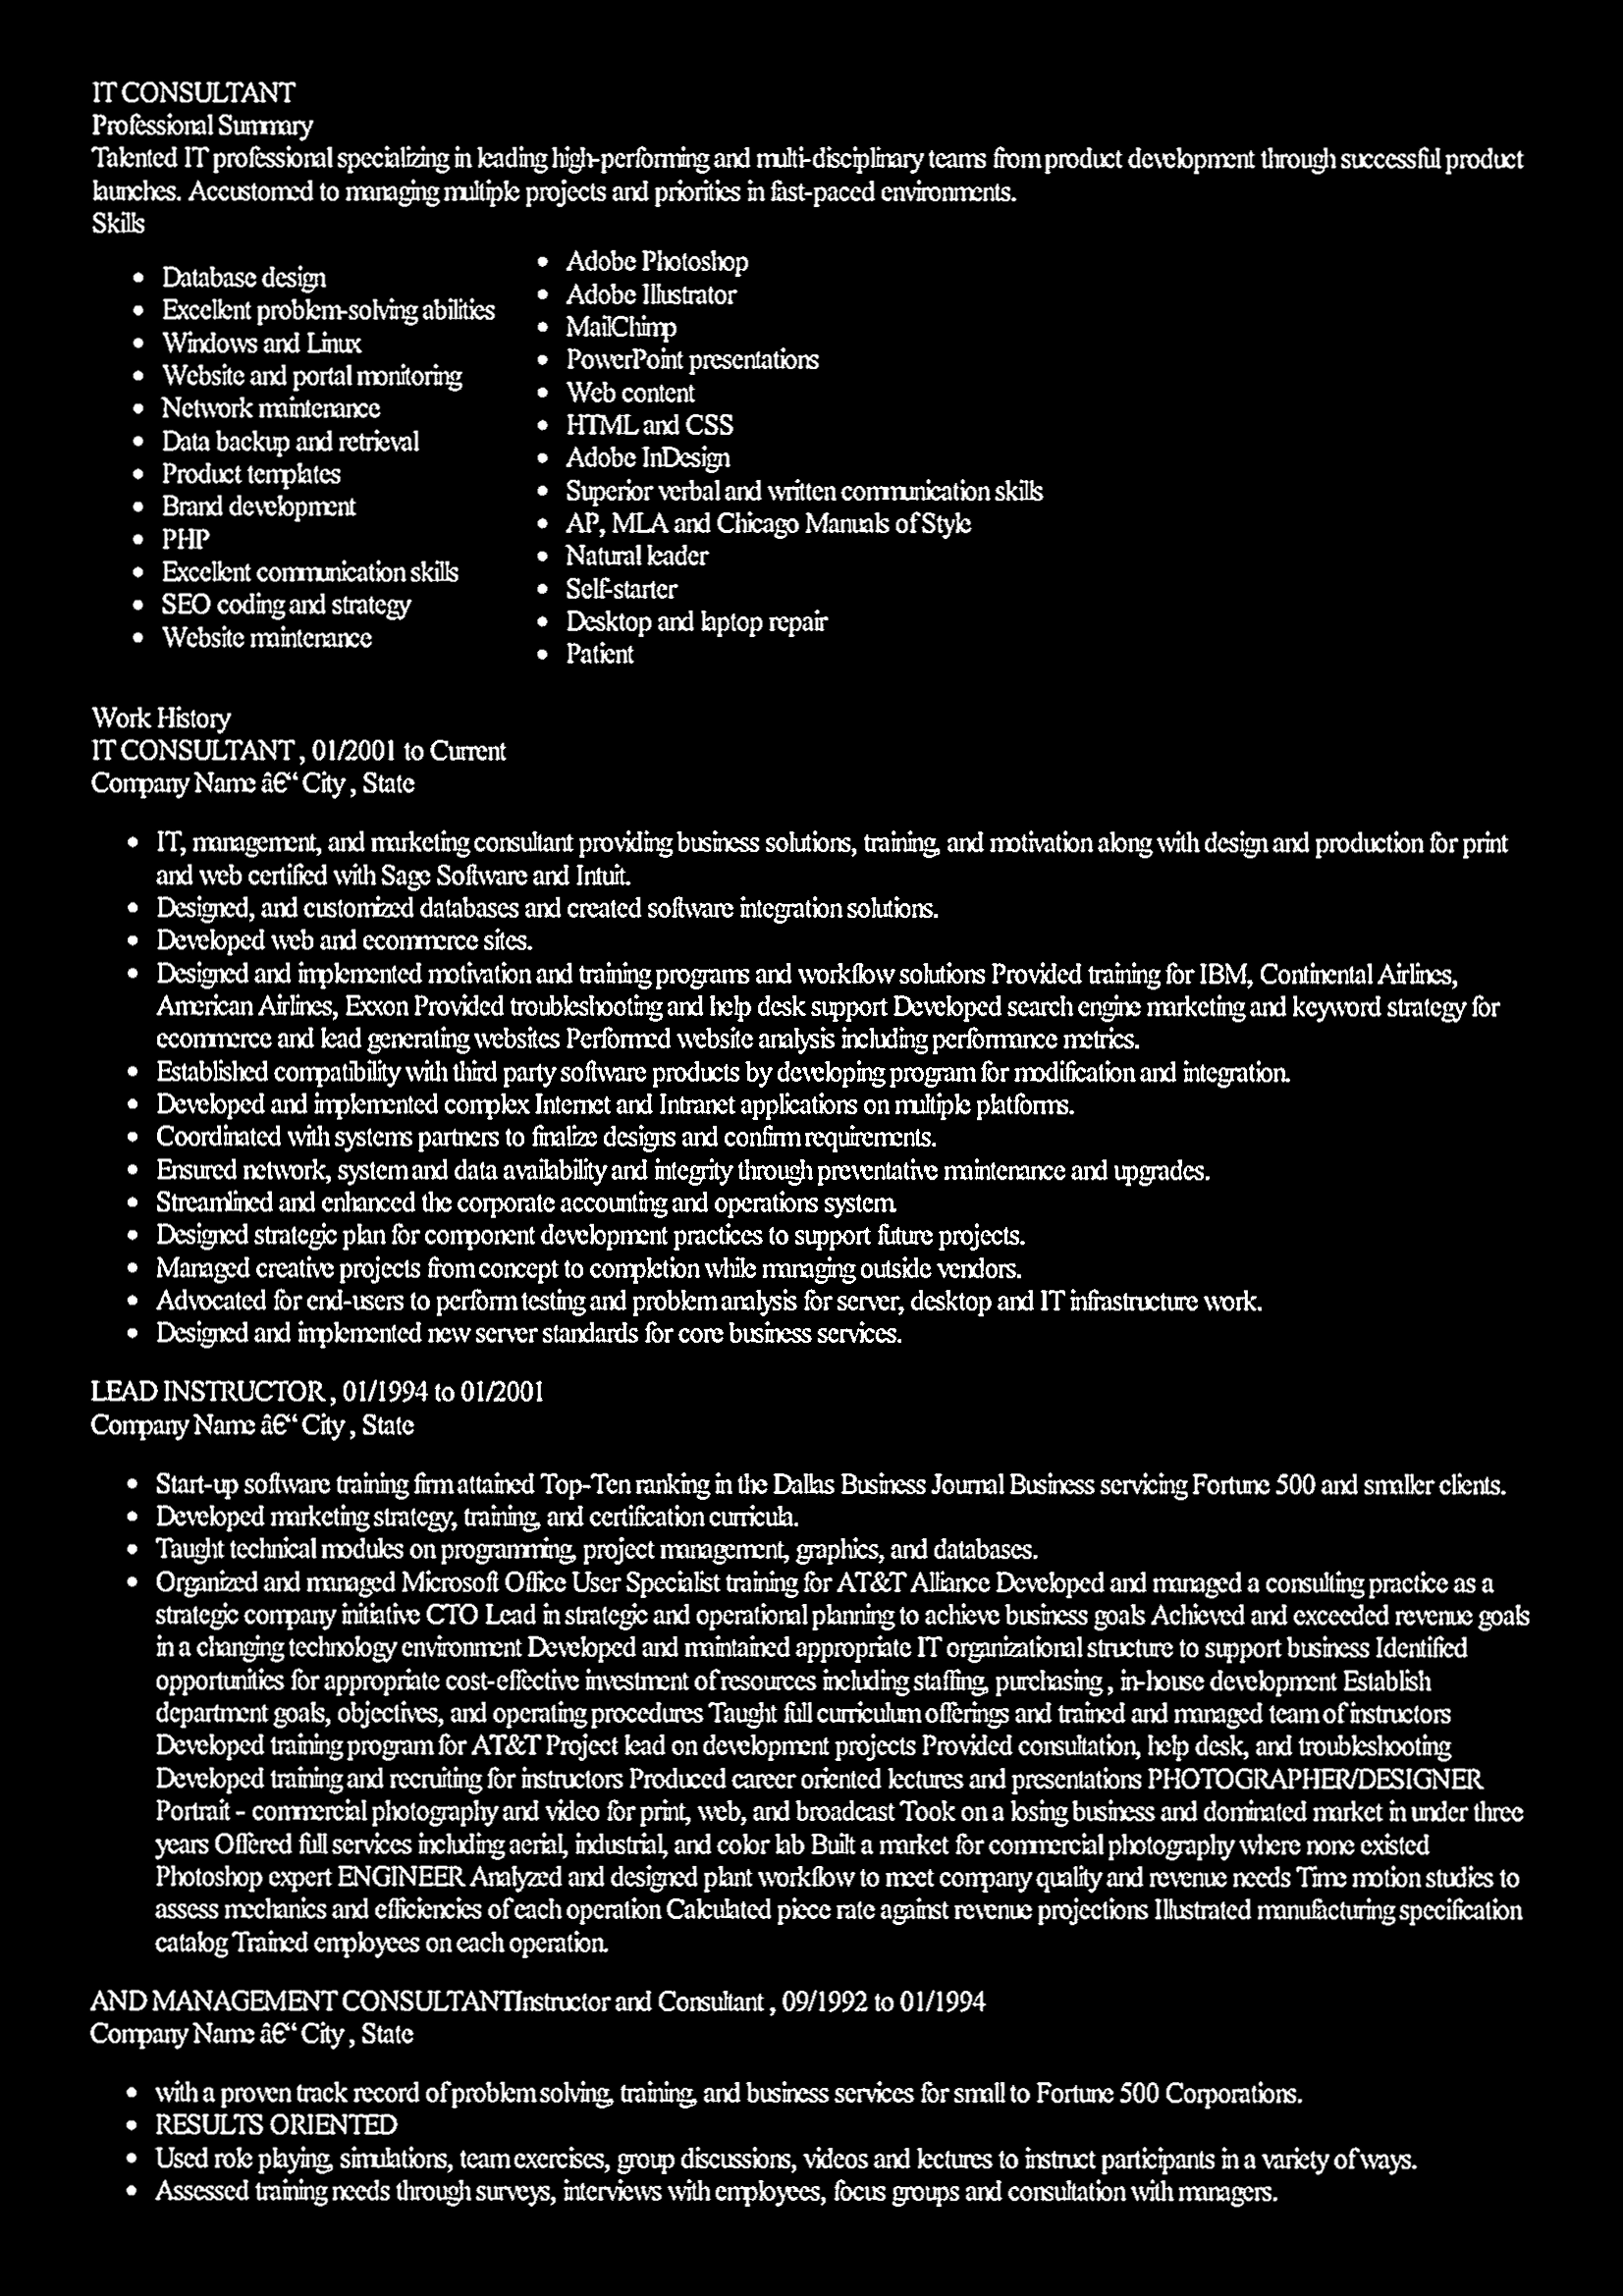 IT CONSULTANT
Professional Summary
Talented IT professional specializing in leading high-performing and multi-disciplinary teams from product development through successful product
launches. Accustomed to managing multiple projects and priorities in fast-paced environments.
Skills
Database design
Excellent problem-solving abilities
Windows and Linux
Website and portal monitoring
Network maintenance
Data backup and retrieval
Product templates
Brand development
PHP
Excellent communication skills
SEO coding and strategy
Website maintenance
Adobe Photoshop
Adobe Illustrator
MailChimp
PowerPoint presentations
Web content
HTML and CSS
Adobe InDesign
Superior verbal and written communication skills
AP, MLA and Chicago Manuals of Style
Natural leader
Self-starter
Desktop and laptop repair
Patient
Work History
IT CONSULTANT , 01/2001 to Current
Company Name â€“ City , State
IT, management, and marketing consultant providing business solutions, training, and motivation along with design and production for print
and web certified with Sage Software and Intuit.
Designed, and customized databases and created software integration solutions.
Developed web and ecommerce sites.
Designed and implemented motivation and training programs and workflow solutions Provided training for IBM, Continental Airlines,
American Airlines, Exxon Provided troubleshooting and help desk support Developed search engine marketing and keyword strategy for
ecommerce and lead generating websites Performed website analysis including performance metrics.
Established compatibility with third party software products by developing program for modification and integration.
Developed and implemented complex Internet and Intranet applications on multiple platforms.
Coordinated with systems partners to finalize designs and confirm requirements.
Ensured network, system and data availability and integrity through preventative maintenance and upgrades.
Streamlined and enhanced the corporate accounting and operations system.
Designed strategic plan for component development practices to support future projects.
Managed creative projects from concept to completion while managing outside vendors.
Advocated for end-users to perform testing and problem analysis for server, desktop and IT infrastructure work.
Designed and implemented new server standards for core business services.
LEAD INSTRUCTOR , 01/1994 to 01/2001
Company Name â€“ City , State
Start-up software training firm attained Top-Ten ranking in the Dallas Business Journal Business servicing Fortune 500 and smaller clients.
Developed marketing strategy, training, and certification curricula.
Taught technical modules on programming, project management, graphics, and databases.
Organized and managed Microsoft Office User Specialist training for AT&T Alliance Developed and managed a consulting practice as a
strategic company initiative CTO Lead in strategic and operational planning to achieve business goals Achieved and exceeded revenue goals
in a changing technology environment Developed and maintained appropriate IT organizational structure to support business Identified
opportunities for appropriate cost-effective investment of resources including staffing, purchasing , in-house development Establish
department goals, objectives, and operating procedures Taught full curriculum offerings and trained and managed team of instructors
Developed training program for AT&T Project lead on development projects Provided consultation, help desk, and troubleshooting
Developed training and recruiting for instructors Produced career oriented lectures and presentations PHOTOGRAPHER/DESIGNER
Portrait - commercial photography and video for print, web, and broadcast Took on a losing business and dominated market in under three
years Offered full services including aerial, industrial, and color lab Built a market for commercial photography where none existed
Photoshop expert ENGINEER Analyzed and designed plant workflow to meet company quality and revenue needs Time motion studies to
assess mechanics and efficiencies of each operation Calculated piece rate against revenue projections Illustrated manufacturing specification
catalog Trained employees on each operation.
AND MANAGEMENT CONSULTANTInstructor and Consultant , 09/1992 to 01/1994
Company Name â€“ City , State
with a proven track record of problem solving, training, and business services for small to Fortune 500 Corporations.
RESULTS ORIENTED
Used role playing, simulations, team exercises, group discussions, videos and lectures to instruct participants in a variety of ways.
Assessed training needs through surveys, interviews with employees, focus groups and consultation with managers.